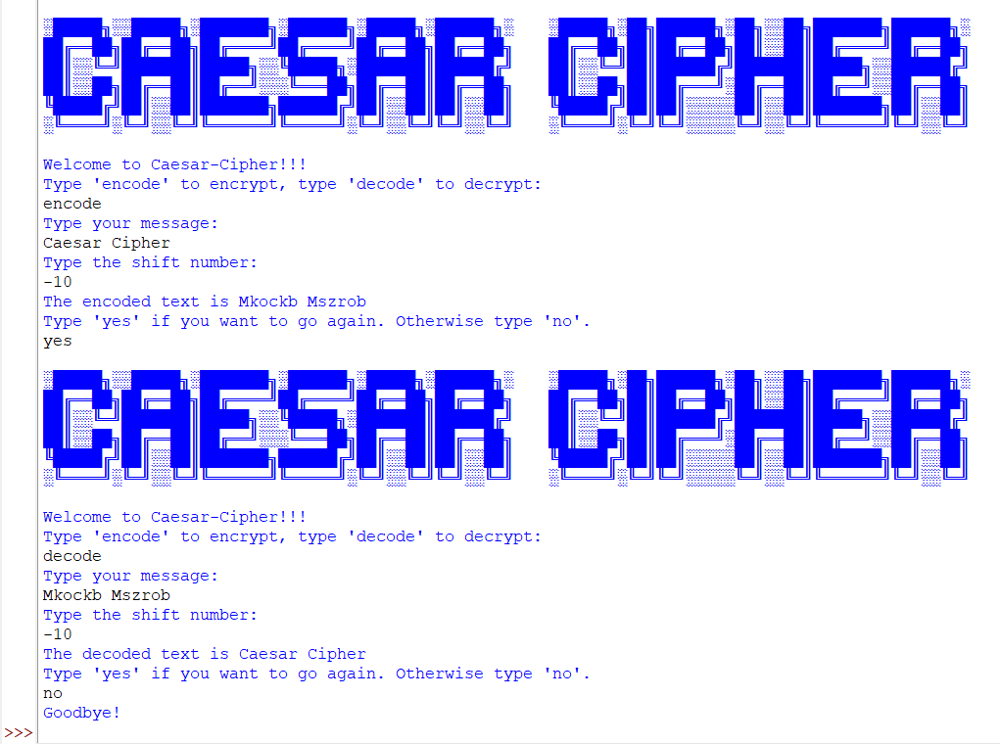 CAESAR CIPHER
Welcome to Caesar-Cipher!!!
Type 'encode' to encrypt, type 'decode' to decrypt:
encode
Type your message:
Caesar Cipher
Type the shift number:
-10
The encoded text is Mkockb Mszrob
Type 'yes' if you want to go again. Otherwise type 'no'.
yes
CAESAR CIPHER
Welcome to Caesar-Cipher!!!
Type 'encode' to encrypt, type 'decode' to decrypt:
decode
Type your message:
Mkockb Mszrob
Type the shift number:
-10
The decoded text is Caesar Cipher
Type 'yes' if you want to go again. Otherwise type 'no'.
no
Goodbye!
>>>